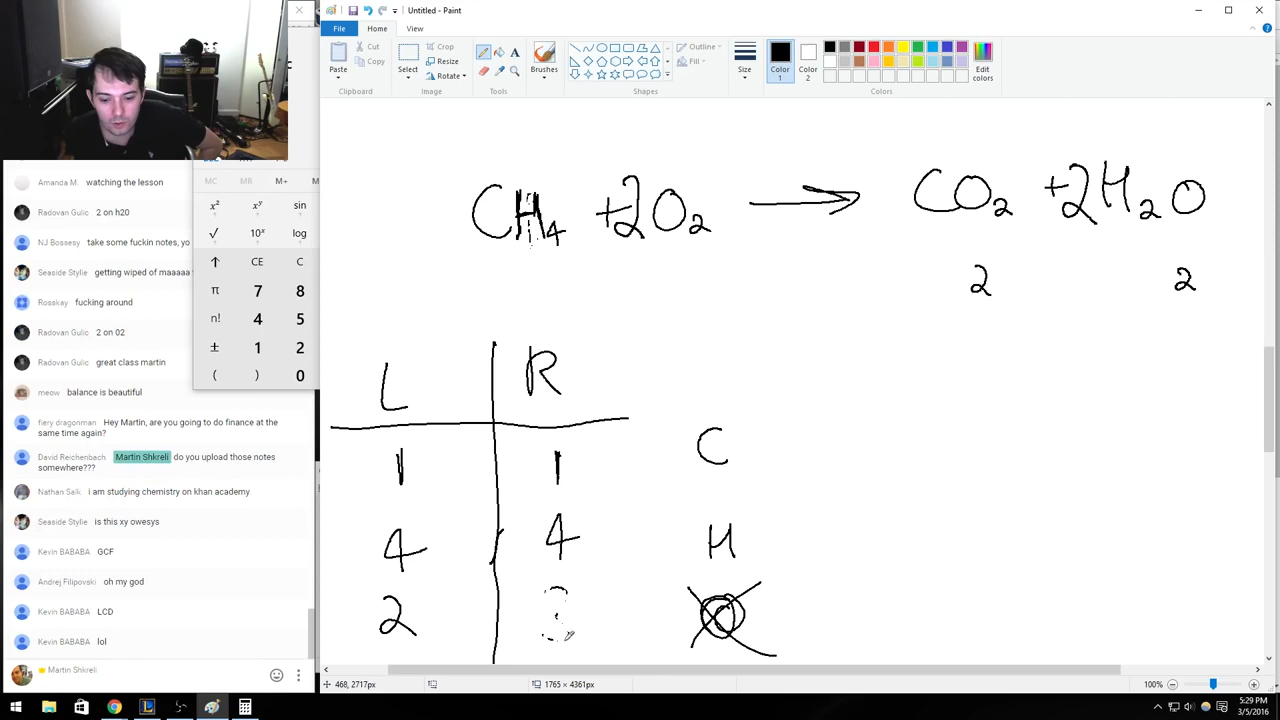 Untitled - Paint
File Home View
Paste
Cut
Copy
Clipboard
Select
Crop
Resize
Rotate
Image
A
Tools
Brushes
Shapes
Outline
Fill
Size
Color 1
Color 2
Edit colors
Colors
CH4 + 2O2 → CO2 + 2H2O
2 2
L R
1 1 C
4 4 H
2 3 O
Amanda M. watching the lesson
Radovan Gulic 2 on h20
NJ Bossesy take some fuckin notes, yo
Seaside Stylie getting wiped of maaaaa
Rosskay fucking around
Radovan Gulic 2 on 02
Radovan Gulic great class martin
meow balance is beautiful
fiery dragonman Hey Martin, are you going to do finance at the
same time again?
David Reichenbach Martin Shkreli do you upload those notes
somewhere???
Nathan Salk i am studying chemistry on khan academy
Seaside Stylie is this xy owesys
Kevin BABABA GCF
Andrej Filipovski oh my god
Kevin BABABA LCD
Kevin BABABA lol
Martin Shkreli
MC MR M+ M
x² xʸ sin
√ 10ˣ log
↑ CE C
π 7 8
n! 4 5
± 1 2
( ) 0
468, 2717px
1765 × 4361px
100%
5:29 PM
3/5/2016